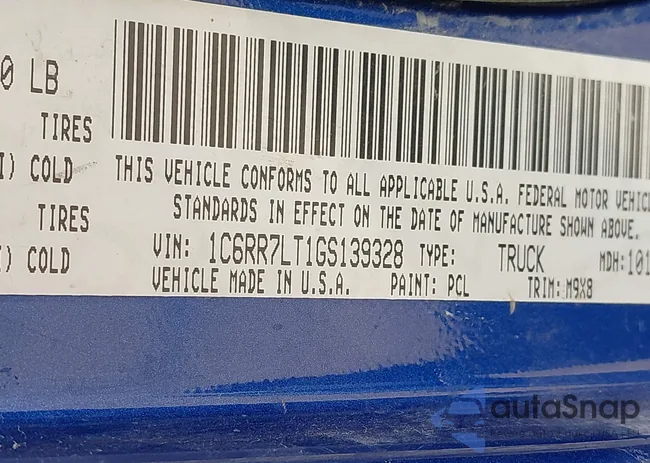 0 LB
TIRES
I) COLD
THIS VEHICLE CONFORMS TO ALL APPLICABLE U.S.A. FEDERAL MOTOR VEHIC
STANDARDS IN EFFECT ON THE DATE OF MANUFACTURE SHOWN ABOVE.
TIRES
VIN: 1C6RR7LT1GS139328 TYPE: TRUCK MDH:101
I) COLD
VEHICLE MADE IN U.S.A. PAINT: PCL TRIM: M9X8
autaSnap